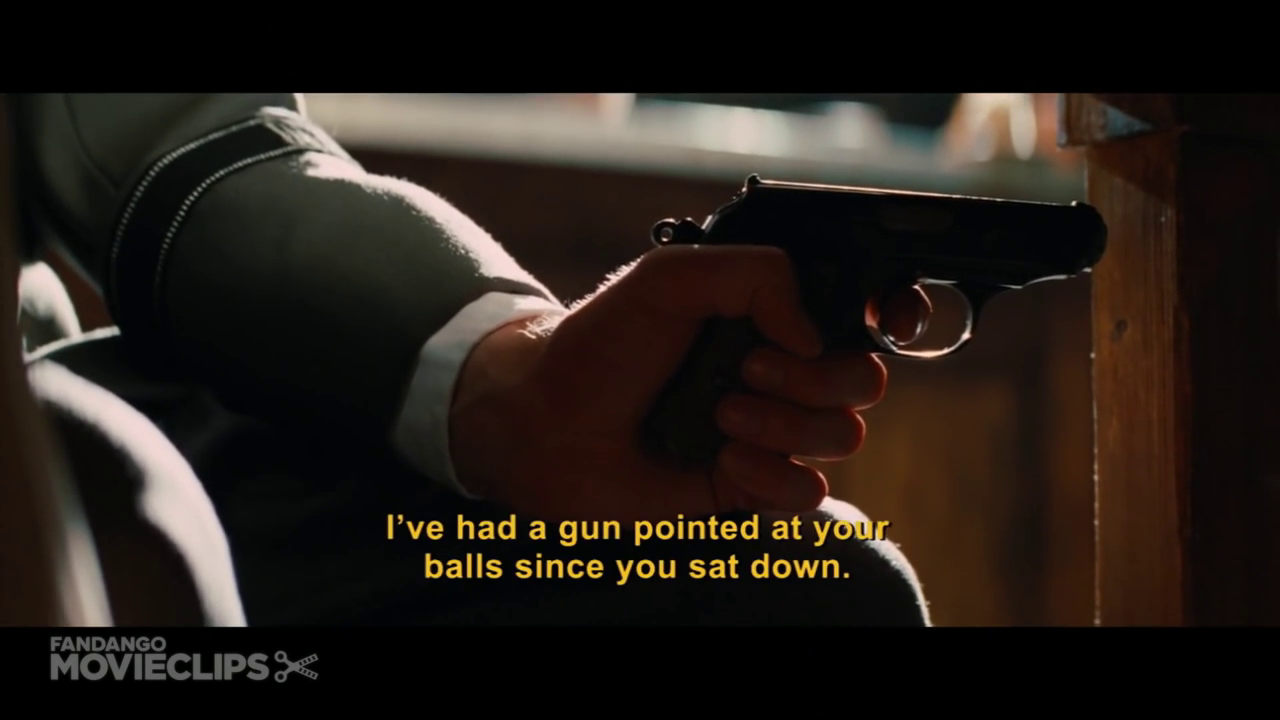 I’ve had a gun pointed at your
balls since you sat down.
FANDANGO
MOVIECLIPS